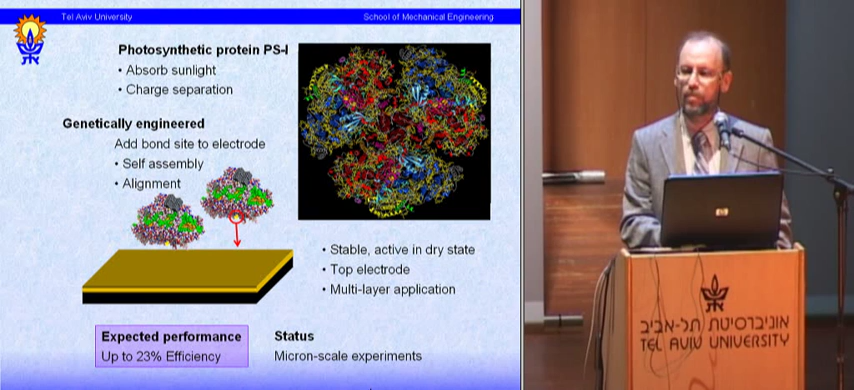 Tel Aviv University
School of Mechanical Engineering
Photosynthetic protein PS-I
• Absorb sunlight
• Charge separation
Genetically engineered
Add bond site to electrode
• Self assembly
• Alignment
• Stable, active in dry state
• Top electrode
• Multi-layer application
Expected performance
Up to 23% Efficiency
Status
Micron-scale experiments
hp
אוניברסיטת תל-אביב
TEL AVIV UNIVERSITY